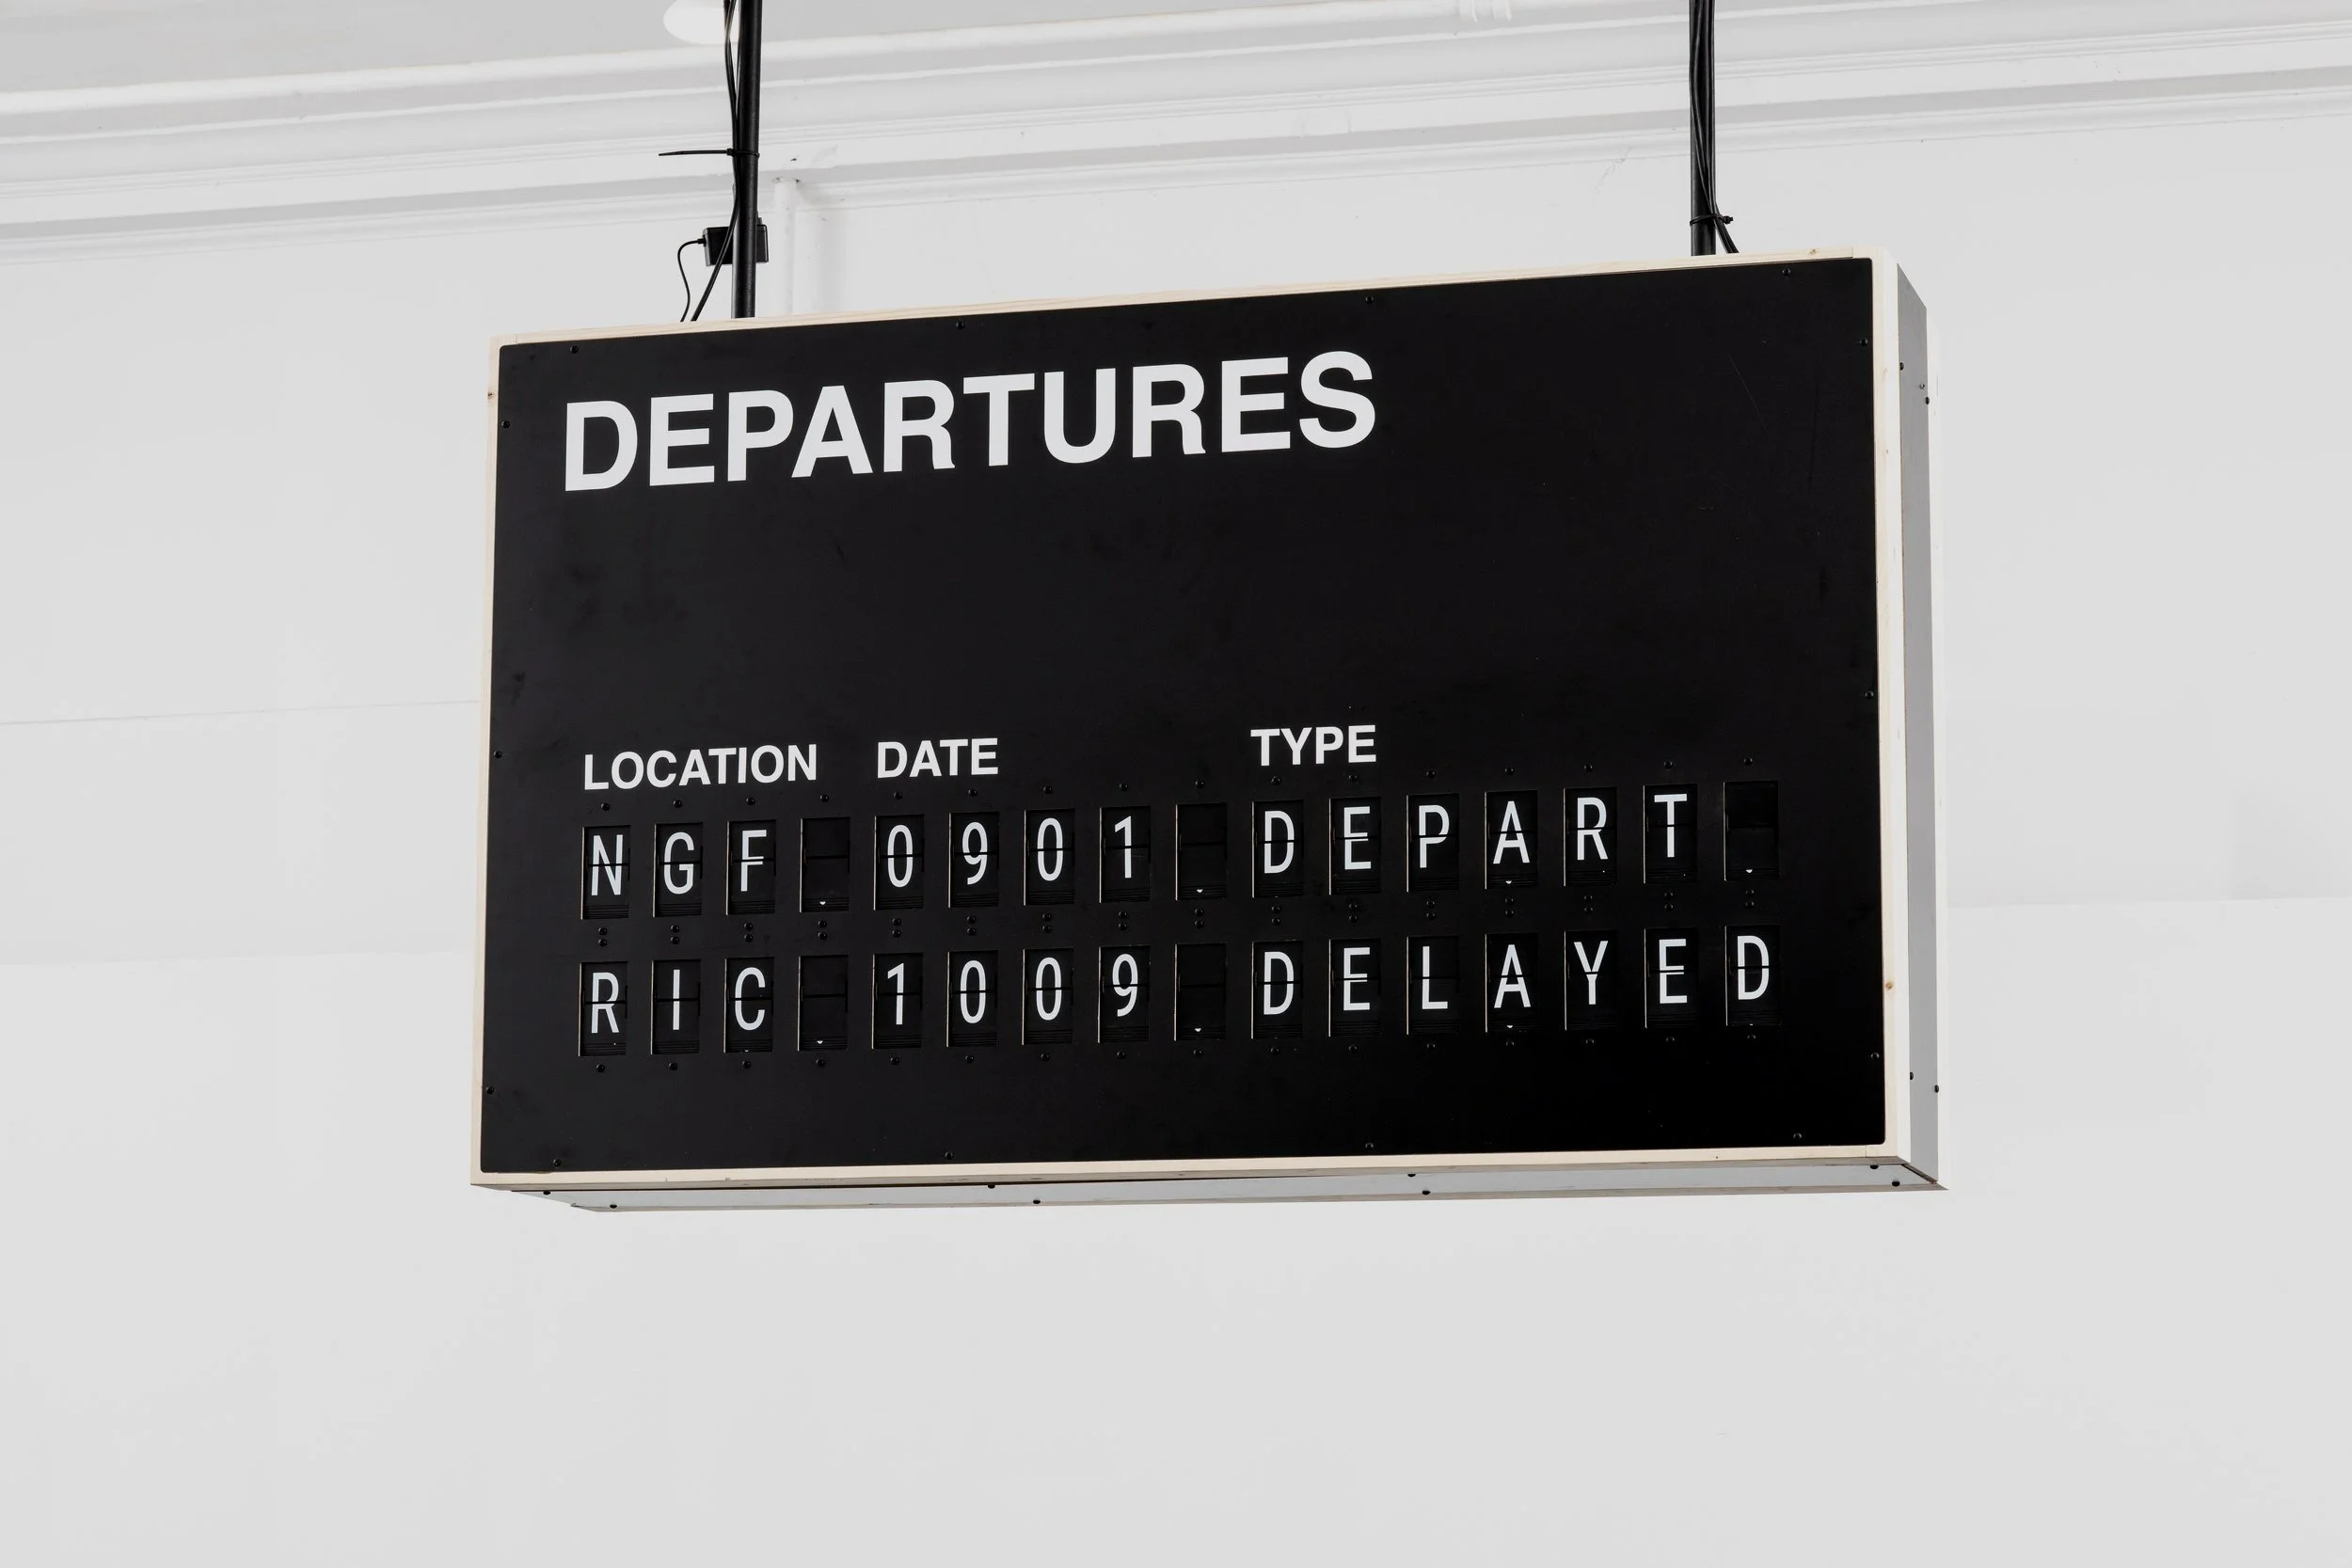 DEPARTURES
LOCATION DATE TYPE
NGF 0901 DEPART
RIC 1009 DELAYED